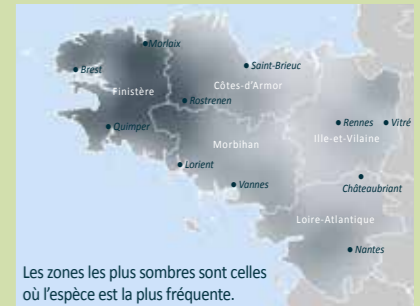 Morlaix
Brest
Saint-Brieuc
Côtes-d'Armor
Finistère
Rostrenen
Quimper
Rennes
Vitré
Ille-et-Vilaine
Morbihan
Lorient
Vannes
Châteaubriant
Loire-Atlantique
Nantes
Les zones les plus sombres sont celles
où l'espèce est la plus fréquente.